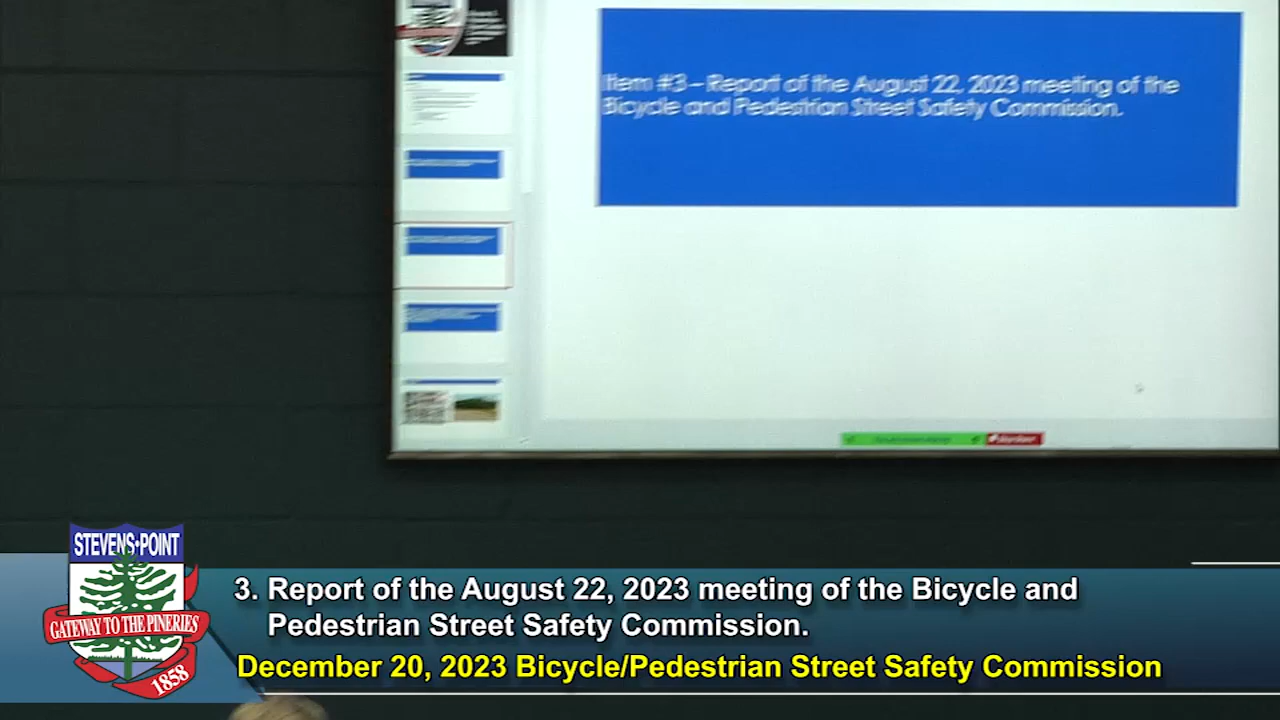 Item #3 – Report of the August 22, 2023 meeting of the
Bicycle and Pedestrian Street Safety Commission.
STEVENS•POINT
GATEWAY TO THE PINERIES
1858
3. Report of the August 22, 2023 meeting of the Bicycle and
Pedestrian Street Safety Commission.
December 20, 2023 Bicycle/Pedestrian Street Safety Commission